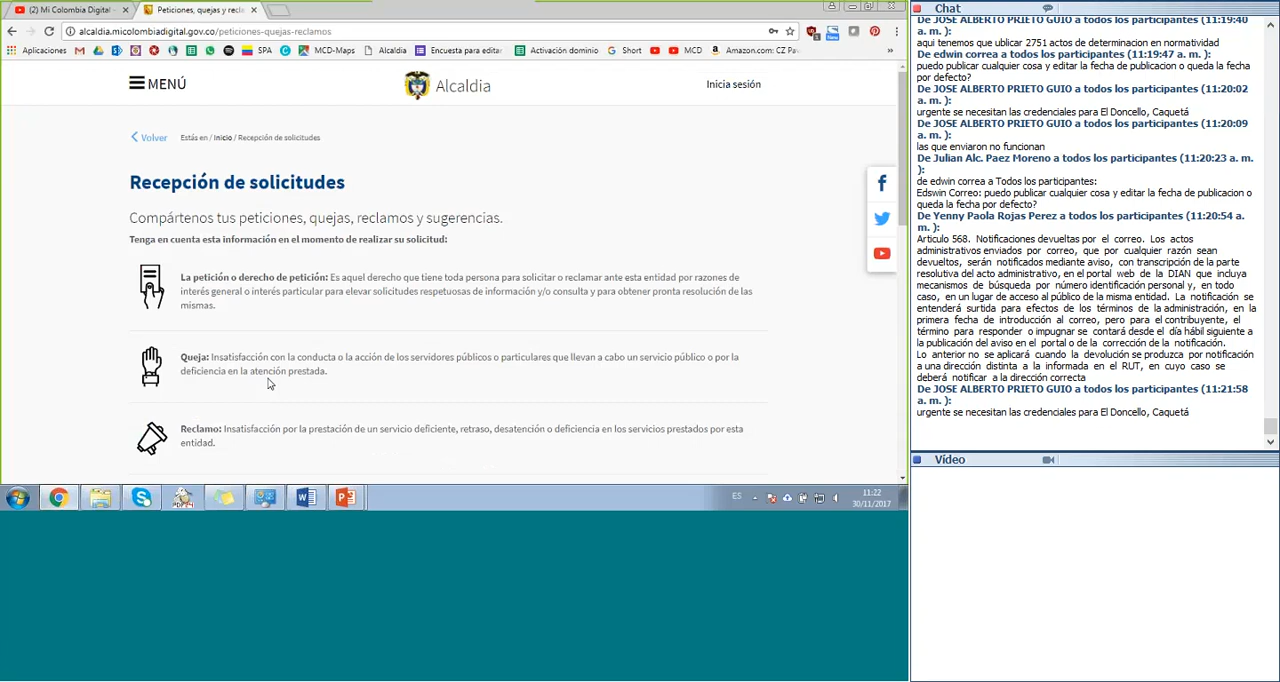 (2) Mi Colombia Digital -
Peticiones, quejas y recl
alcaldia.micolombiadigital.gov.co/peticiones-quejas-reclamos
Aplicaciones
SPA
MCD-Maps
Alcaldia
Encuesta para editar
Activación dominio
Short
MCD
Amazon.com: CZ Pa
»
MENÚ
Alcaldia
Inicia sesión
Volver
Estás en / Inicio / Recepción de solicitudes
Recepción de solicitudes
Compártenos tus peticiones, quejas, reclamos y sugerencias.
Tenga en cuenta esta información en el momento de realizar su solicitud:
La petición o derecho de petición: Es aquel derecho que tiene toda persona para solicitar o reclamar ante esta entidad por razones de
interés general o interés particular para elevar solicitudes respetuosas de información y/o consulta y para obtener pronta resolución de las
mismas.
Queja: Insatisfacción con la conducta o la acción de los servidores públicos o particulares que llevan a cabo un servicio público o por la
deficiencia en la atención prestada.
Reclamo: Insatisfacción por la prestación de un servicio deficiente, retraso, desatención o deficiencia en los servicios prestados por esta
entidad.
ES
11:22
30/11/2017
Chat
De JOSE ALBERTO PRIETO GUIO a todos los participantes (11:19:40
a. m. ):
aqui tenemos que ublicar 2751 actos de determinacion en normatividad
De edwin correa a todos los participantes (11:19:47 a. m. ):
puedo publicar cualquier cosa y editar la fecha de publicacion o queda la fecha
por defecto?
De JOSE ALBERTO PRIETO GUIO a todos los participantes (11:20:02
a. m. ):
urgente se necesitan las credenciales para El Doncello, Caquetá
De JOSE ALBERTO PRIETO GUIO a todos los participantes (11:20:09
a. m. ):
las que enviaron no funcionan
De Julian Alc. Paez Moreno a todos los participantes (11:20:23 a. m.
):
de edwin correa a Todos los participantes:
Edswin Correo: puedo publicar cualquier cosa y editar la fecha de publicacion o
queda la fecha por defecto?
De Yenny Paola Rojas Perez a todos los participantes (11:20:54 a.
m. ):
Articulo 568. Notificaciones devueltas por el correo. Los actos
administrativos enviados por correo, que por cualquier razón sean
devueltos, serán notificados mediante aviso, con transcripción de la parte
resolutiva del acto administrativo, en el portal web de la DIAN que incluya
mecanismos de búsqueda por número identificación personal y, en todo
caso, en un lugar de acceso al público de la misma entidad. La notificación se
entenderá surtida para efectos de los términos de la administración, en la
primera fecha de introducción al correo, pero para el contribuyente, el
término para responder o impugnar se contará desde el día hábil siguiente a
la publicación del aviso en el portal o de la corrección de la notificación.
Lo anterior no se aplicará cuando la devolución se produzca por notificación
a una dirección distinta a la informada en el RUT, en cuyo caso se
deberá notificar a la dirección correcta
De JOSE ALBERTO PRIETO GUIO a todos los participantes (11:21:58
a. m. ):
urgente se necesitan las credenciales para El Doncello, Caquetá
Vídeo